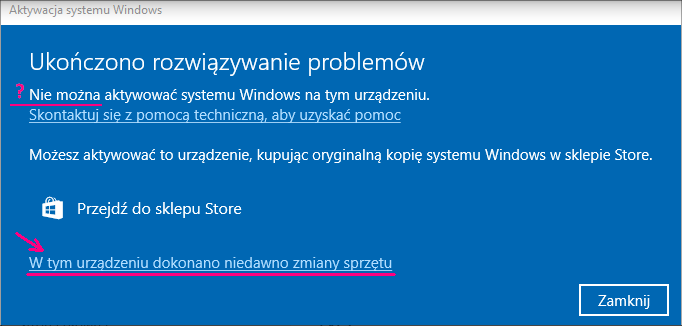 Aktywacja systemu Windows
Ukończono rozwiązywanie problemów
? Nie można aktywować systemu Windows na tym urządzeniu.
Skontaktuj się z pomocą techniczną, aby uzyskać pomoc
Możesz aktywować to urządzenie, kupując oryginalną kopię systemu Windows w sklepie Store.
Przejdź do sklepu Store
W tym urządzeniu dokonano niedawno zmiany sprzętu
Zamknij